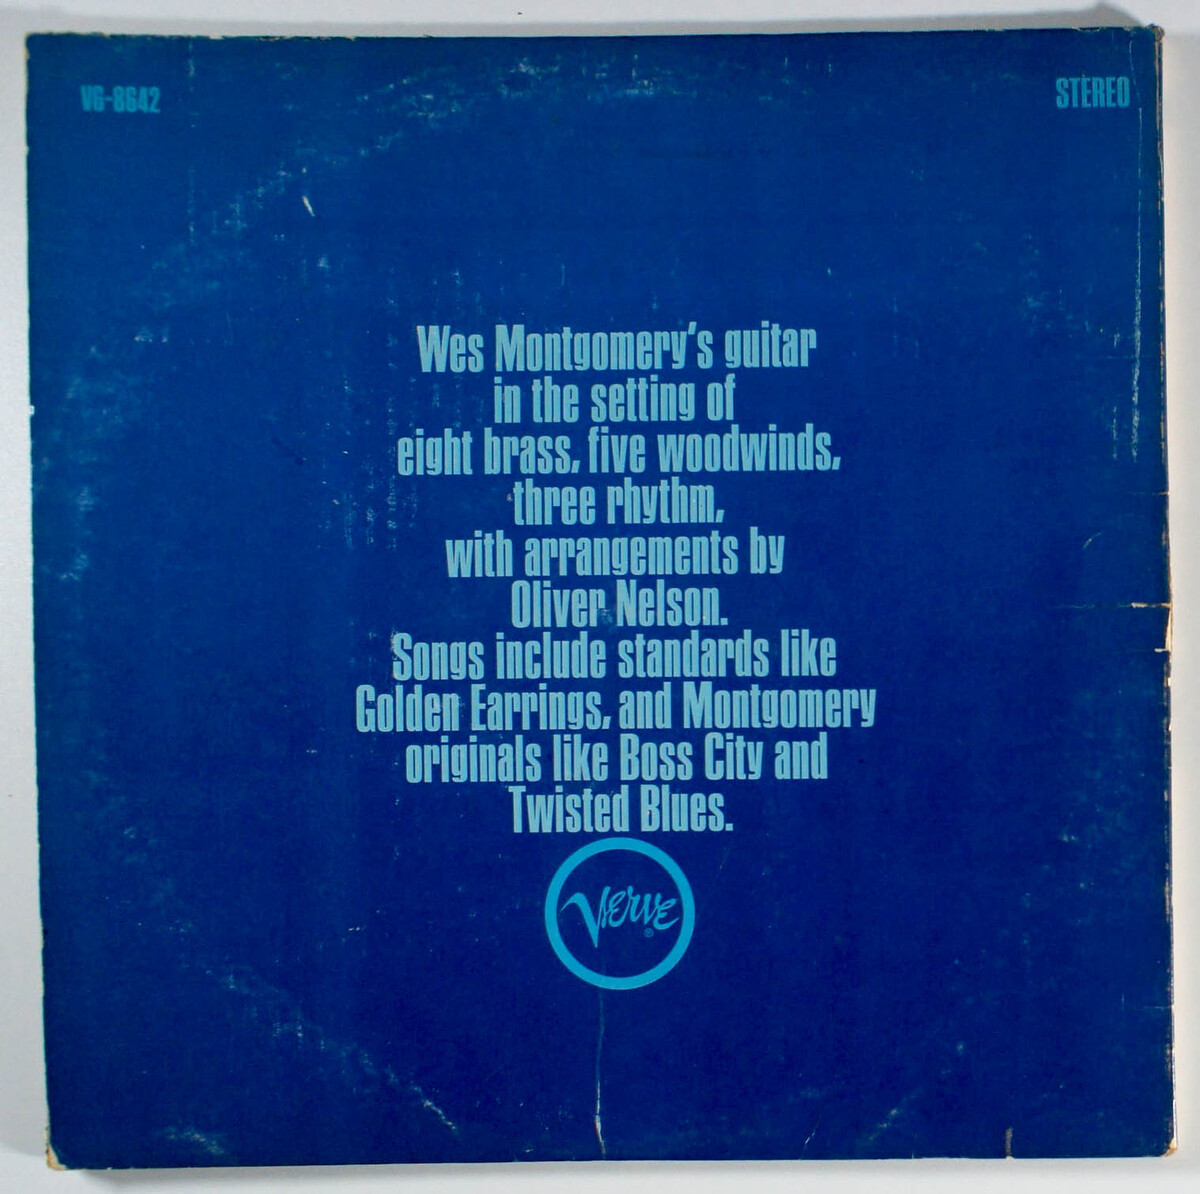 V6-8642
STEREO
Wes Montgomery's guitar
in the setting of
eight brass, five woodwinds,
three rhythm,
with arrangements by
Oliver Nelson.
Songs include standards like
Golden Earrings, and Montgomery
originals like Boss City and
Twisted Blues.
Verve
®